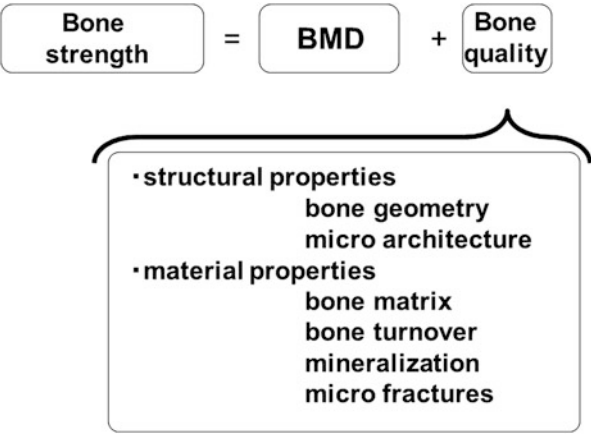 Bone strength = BMD + Bone quality
·structural properties
bone geometry
micro architecture
·material properties
bone matrix
bone turnover
mineralization
micro fractures